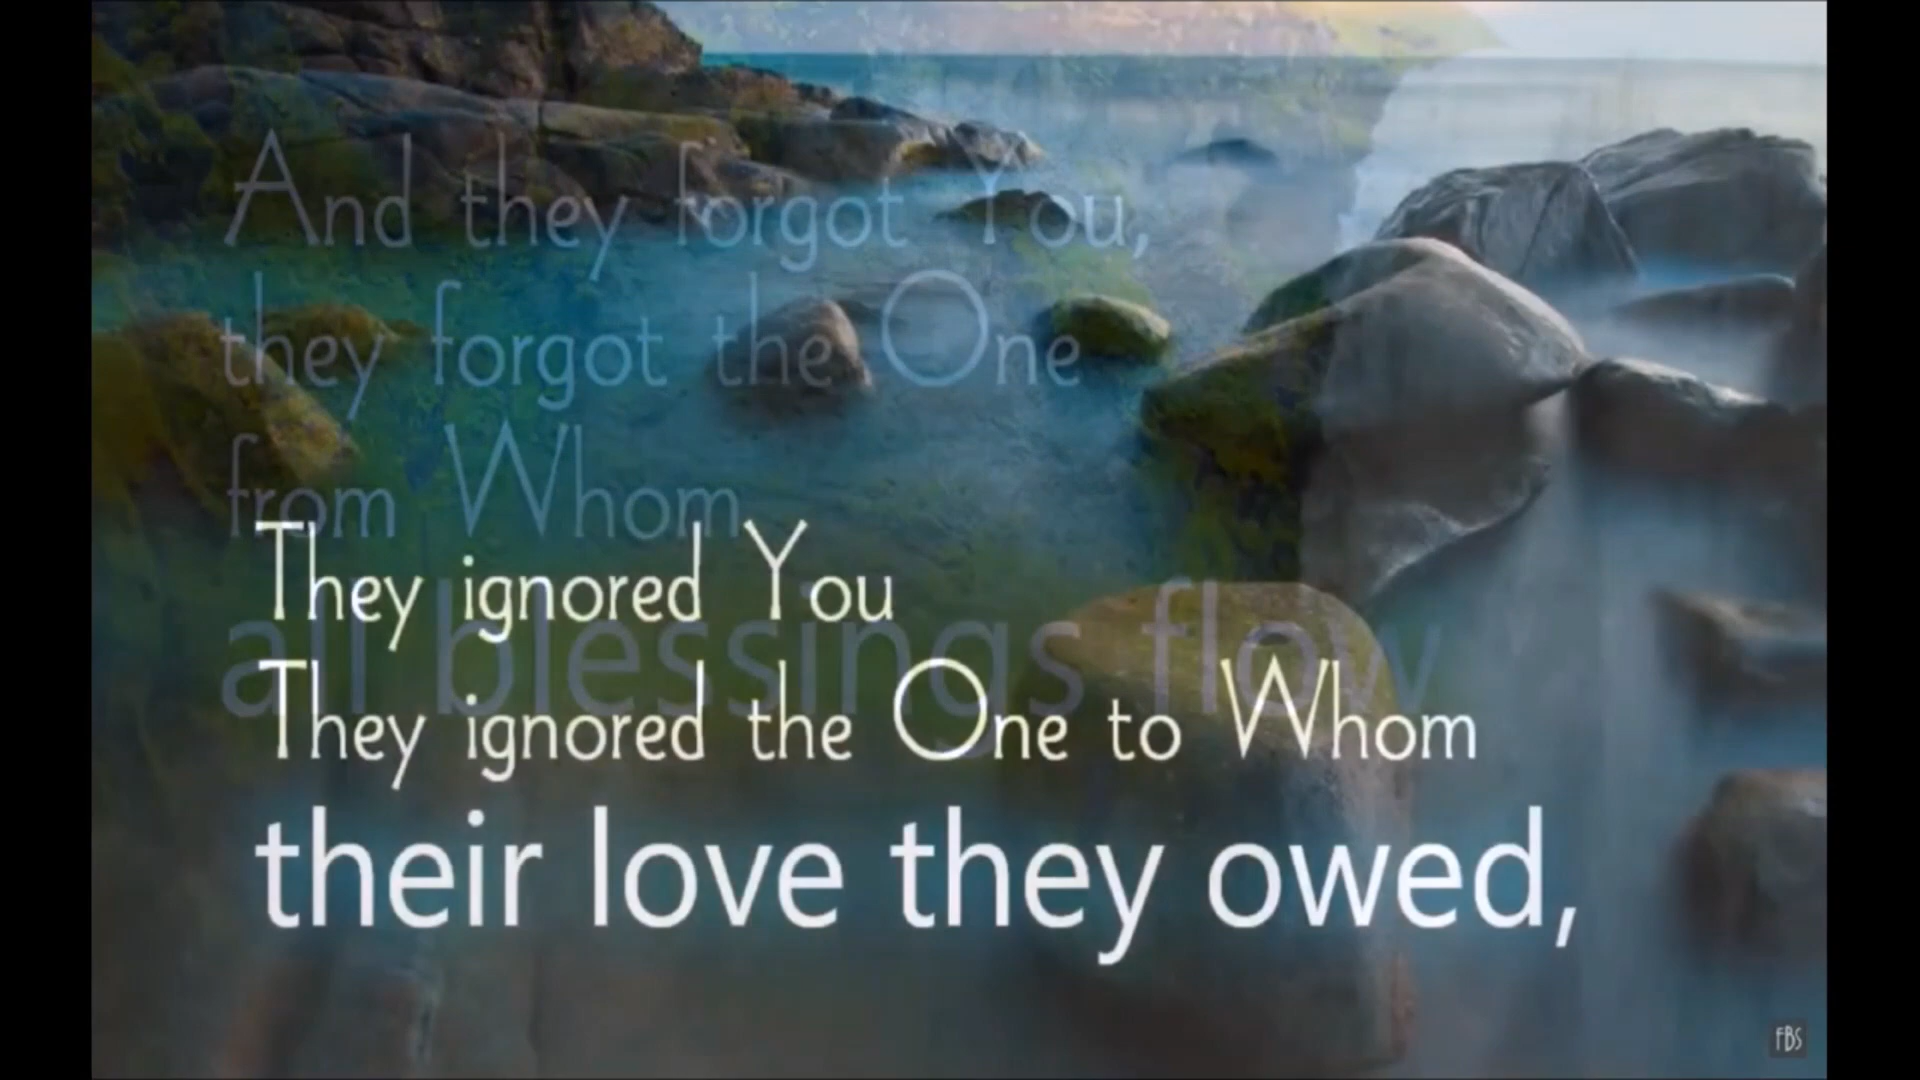 And they forgot You,
they forgot the One
from Whom
all blessings flow
They ignored You
They ignored the One to Whom
their love they owed,
FBS